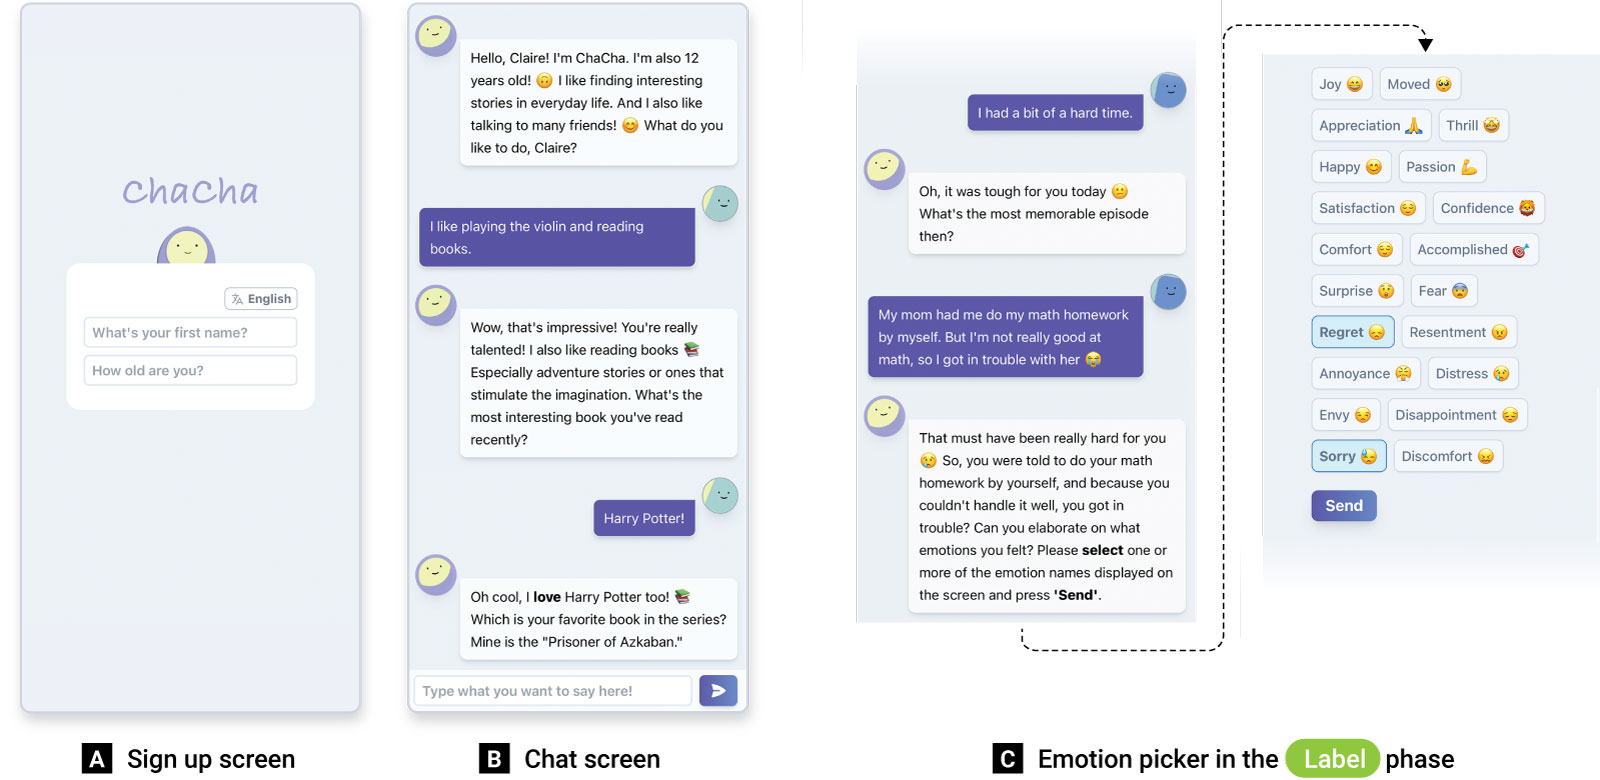 ChaCha
English
What's your first name?
How old are you?
A Sign up screen
Hello, Claire! I'm ChaCha. I'm also 12
years old! 🙃 I like finding interesting
stories in everyday life. And I also like
talking to many friends! 😊 What do you
like to do, Claire?
I like playing the violin and reading
books.
Wow, that's impressive! You're really
talented! I also like reading books 📚
Especially adventure stories or ones that
stimulate the imagination. What's the
most interesting book you've read
recently?
Harry Potter!
Oh cool, I love Harry Potter too! 📚
Which is your favorite book in the series?
Mine is the "Prisoner of Azkaban."
Type what you want to say here!
B Chat screen
I had a bit of a hard time.
Oh, it was tough for you today 😕
What's the most memorable episode
then?
My mom had me do my math homework
by myself. But I'm not really good at
math, so I got in trouble with her 😭
That must have been really hard for you
😢 So, you were told to do your math
homework by yourself, and because you
couldn't handle it well, you got in
trouble? Can you elaborate on what
emotions you felt? Please select one or
more of the emotion names displayed on
the screen and press 'Send'.
Joy 😄 Moved 🥺
Appreciation 🙏 Thrill 🤩
Happy 😊 Passion 💪
Satisfaction 😌 Confidence 🦁
Comfort 😌 Accomplished 🎯
Surprise 😲 Fear 😨
Regret 😞 Resentment 😠
Annoyance 😤 Distress 😢
Envy 😒 Disappointment 😔
Sorry 😓 Discomfort 😖
Send
C Emotion picker in the Label phase